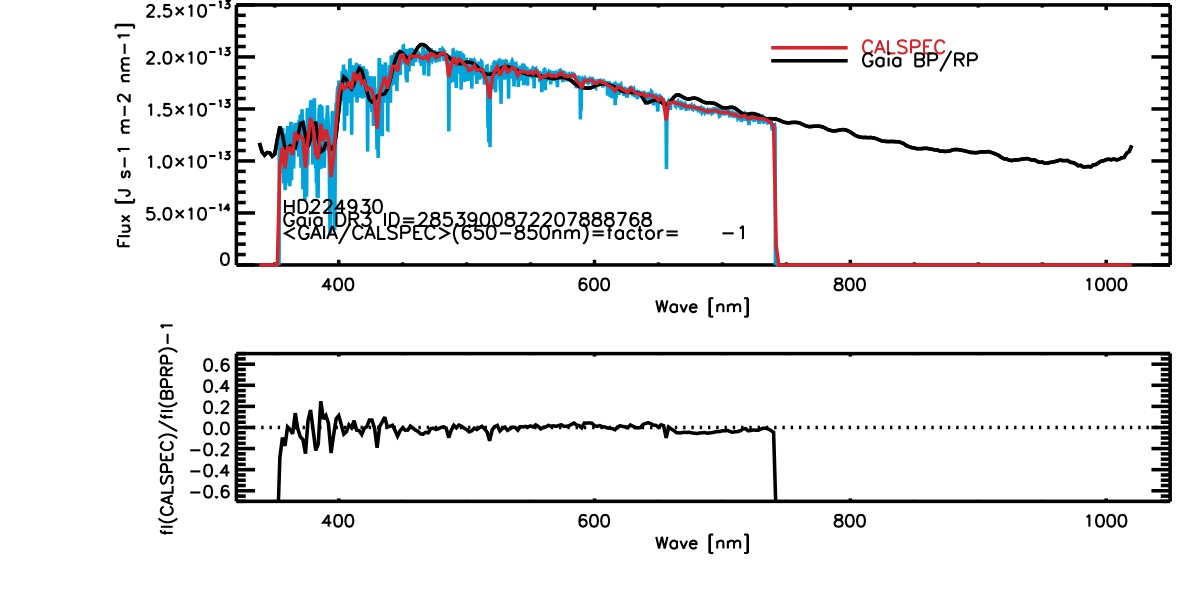 2.5×10−13
2.0×10−13
1.5×10−13
1.0×10−13
5.0×10−14
0
Flux [J s−1 m−2 nm−1]
CALSPEC
Gaia BP/RP
HD224930
Gaia DR3 ID=2853900872207888768
<GAIA/CALSPEC>(650−850nm)=factor= −1
400 600 800 1000
Wave [nm]
fl(CALSPEC)/fl(BPRP)−1
0.6
0.4
0.2
0.0
−0.2
−0.4
−0.6
400 600 800 1000
Wave [nm]